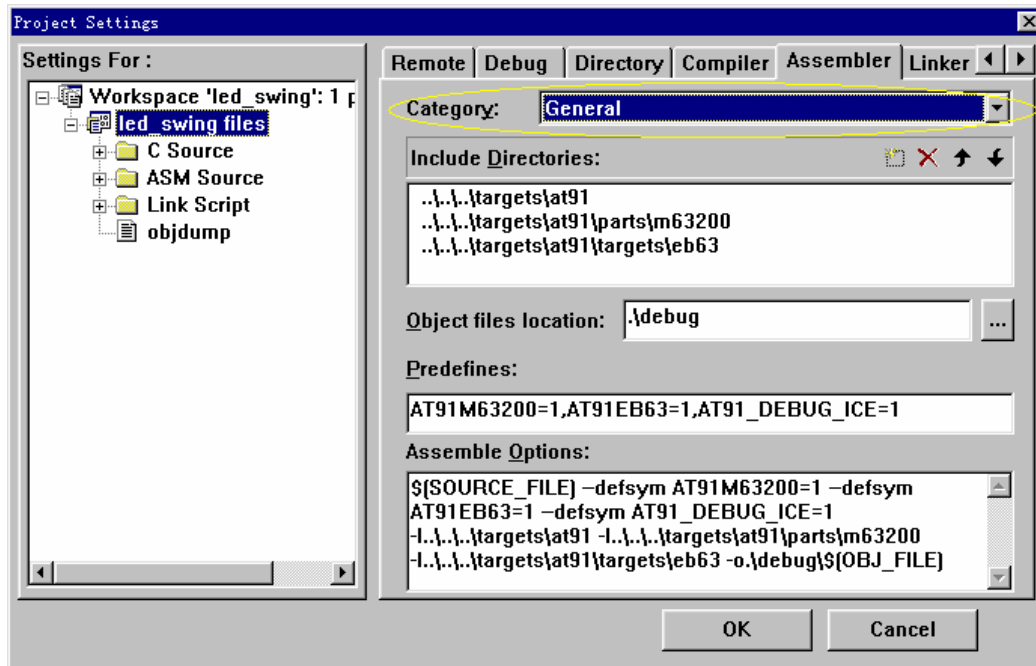 Project Settings
Settings For :
Workspace 'led_swing': 1 p
led_swing files
C Source
ASM Source
Link Script
objdump
Remote Debug Directory Compiler Assembler Linker
Category: General
Include Directories:
..\..\..\targets\at91
..\..\..\targets\at91\parts\m63200
..\..\..\targets\at91\targets\eb63
Object files location: .\debug ...
Predefines:
AT91M63200=1,AT91EB63=1,AT91_DEBUG_ICE=1
Assemble Options:
$(SOURCE_FILE) –defsym AT91M63200=1 –defsym
AT91EB63=1 –defsym AT91_DEBUG_ICE=1
-I..\..\..\targets\at91 -I..\..\..\targets\at91\parts\m63200
-I..\..\..\targets\at91\targets\eb63 -o.\debug\$(OBJ_FILE)
OK Cancel